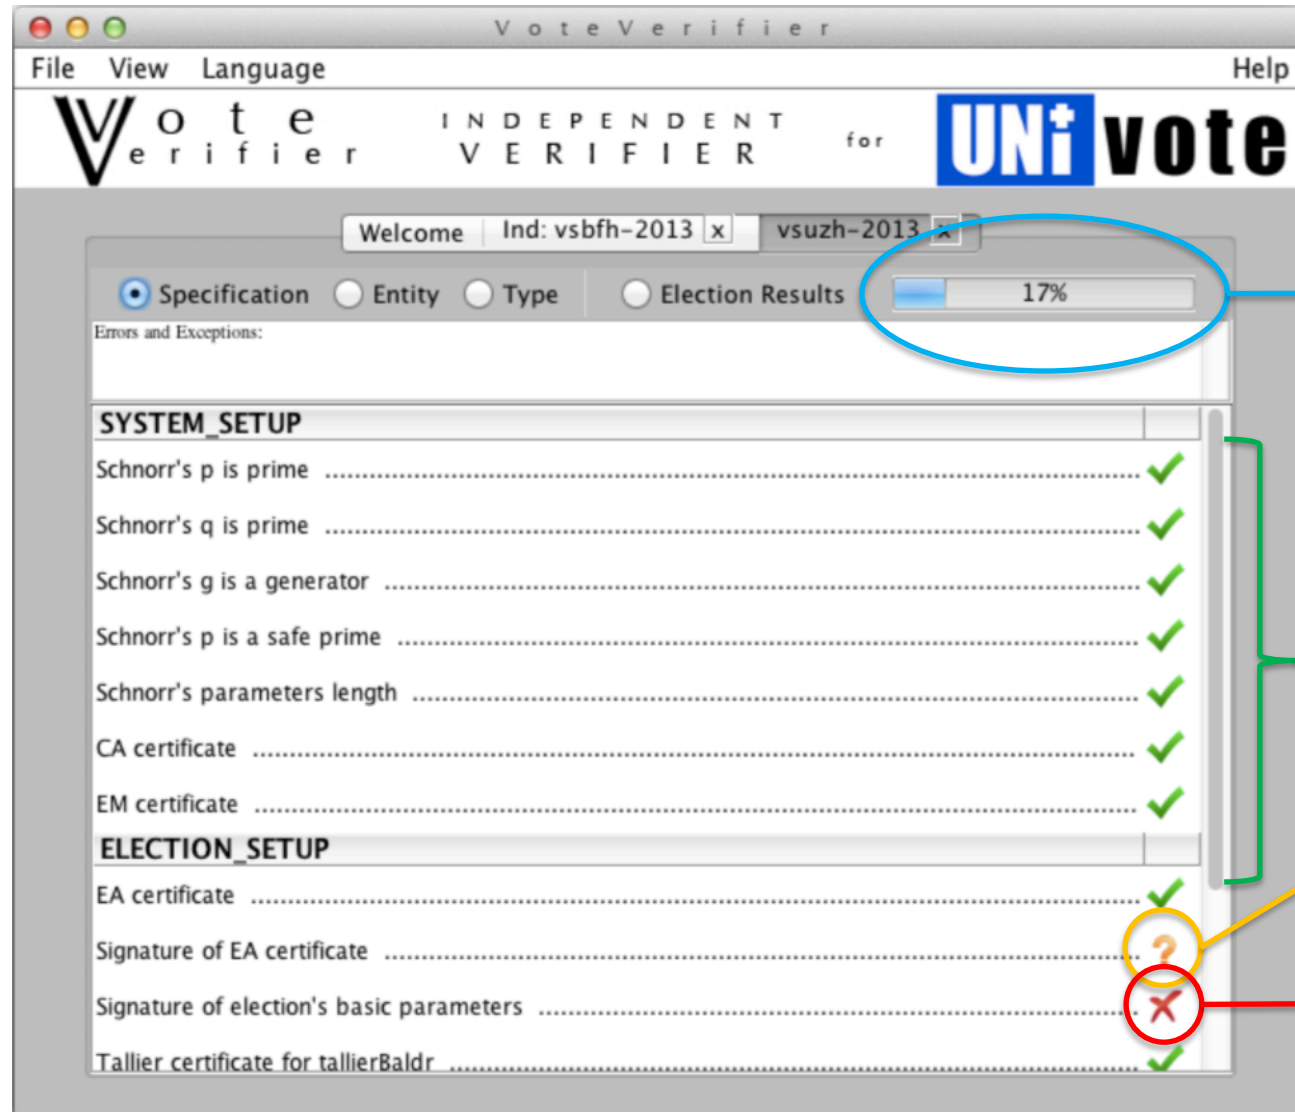 VoteVerifier
File View Language Help
Vote Verifier INDEPENDENT VERIFIER for UNi vote
Welcome Ind: vsbfh-2013 x vsuzh-2013 x
Specification Entity Type Election Results 17%
Errors and Exceptions:
SYSTEM_SETUP
Schnorr's p is prime
Schnorr's q is prime
Schnorr's g is a generator
Schnorr's p is a safe prime
Schnorr's parameters length
CA certificate
EM certificate
ELECTION_SETUP
EA certificate
Signature of EA certificate ?
Signature of election's basic parameters
Tallier certificate for tallierBaldr